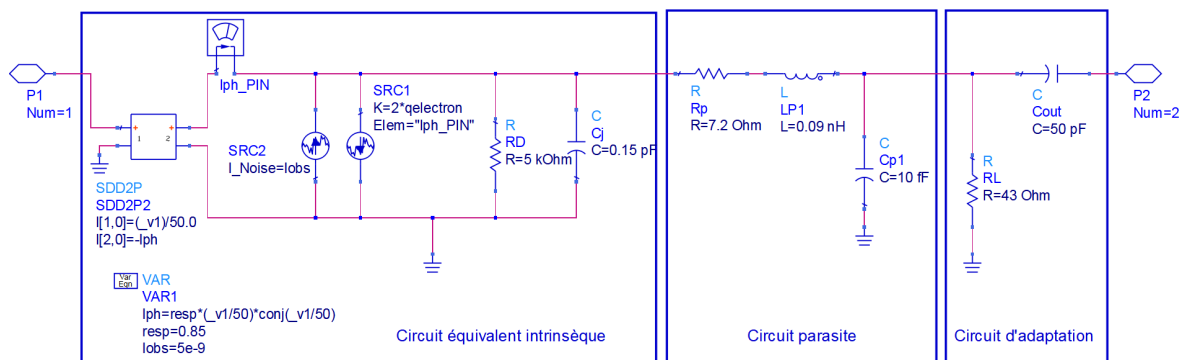 P1
Num=1
1
2
SDD2P
SDD2P2
I[1,0]=(_v1)/50.0
I[2,0]=-Iph
Iph_PIN
SRC2
I_Noise=Iobs
SRC1
K=2*qelectron
Elem="Iph_PIN"
R
RD
R=5 kOhm
C
Cj
C=0.15 pF
Var
Eqn
VAR
VAR1
Iph=resp*(_v1/50)*conj(_v1/50)
resp=0.85
Iobs=5e-9
Circuit équivalent intrinsèque
R
Rp
R=7.2 Ohm
L
LP1
L=0.09 nH
C
Cp1
C=10 fF
Circuit parasite
R
RL
R=43 Ohm
C
Cout
C=50 pF
Circuit d'adaptation
P2
Num=2